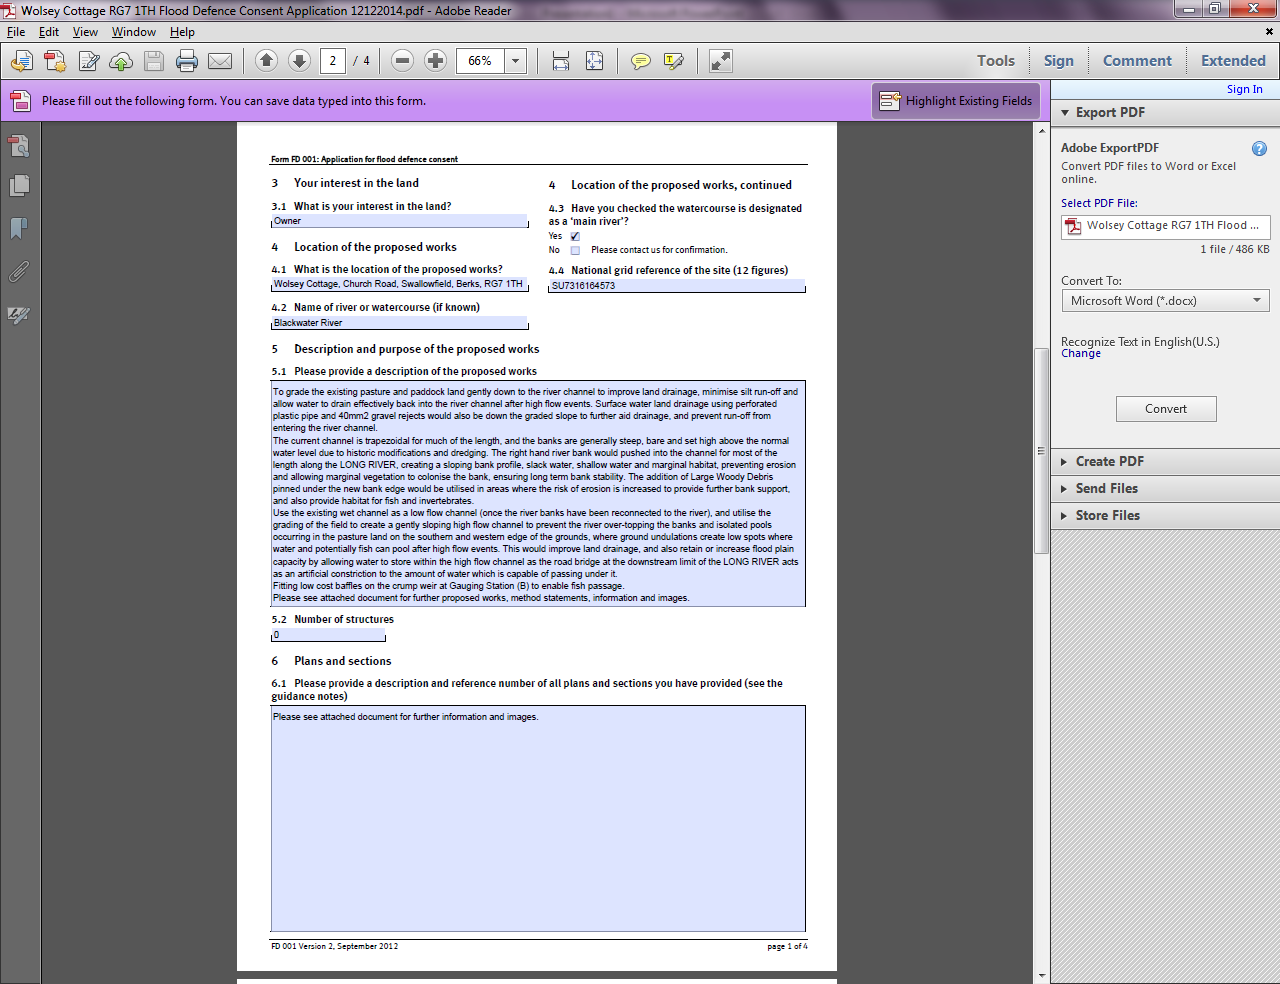 Wolsey Cottage RG7 1TH Flood Defence Consent Application 12122014.pdf - Adobe Reader
File Edit View Window Help
2 / 4 66% Tools Sign Comment Extended
Please fill out the following form. You can save data typed into this form. Highlight Existing Fields
Sign In
Export PDF
Adobe ExportPDF
Convert PDF files to Word or Excel
online.
Select PDF File:
Wolsey Cottage RG7 1TH Flood ...
1 file / 486 KB
Convert To:
Microsoft Word (*.docx)
Recognize Text in English(U.S.)
Change
Convert
Create PDF
Send Files
Store Files
Form FD 001: Application for flood defence consent
3 Your interest in the land
3.1 What is your interest in the land?
Owner
4 Location of the proposed works
4.1 What is the location of the proposed works?
Wolsey Cottage, Church Road, Swallowfield, Berks, RG7 1TH
4.2 Name of river or watercourse (if known)
Blackwater River
4 Location of the proposed works, continued
4.3 Have you checked the watercourse is designated
as a 'main river'?
Yes
No Please contact us for confirmation.
4.4 National grid reference of the site (12 figures)
SU7316164573
5 Description and purpose of the proposed works
5.1 Please provide a description of the proposed works
To grade the existing pasture and paddock land gently down to the river channel to improve land drainage, minimise silt run-off and
allow water to drain effectively back into the river channel after high flow events. Surface water land drainage using perforated
plastic pipe and 40mm2 gravel rejects would also be down the graded slope to further aid drainage, and prevent run-off from
entering the river channel.
The current channel is trapezoidal for much of the length, and the banks are generally steep, bare and set high above the normal
water level due to historic modifications and dredging. The right hand river bank would pushed into the channel for most of the
length along the LONG RIVER, creating a sloping bank profile, slack water, shallow water and marginal habitat, preventing erosion
and allowing marginal vegetation to colonise the bank, ensuring long term bank stability. The addition of Large Woody Debris
pinned under the new bank edge would be utilised in areas where the risk of erosion is increased to provide further bank support,
and also provide habitat for fish and invertebrates.
Use the existing wet channel as a low flow channel (once the river banks have been reconnected to the river), and utilise the
grading of the field to create a gently sloping high flow channel to prevent the river over-topping the banks and isolated pools
occurring in the pasture land on the southern and western edge of the grounds, where ground undulations create low spots where
water and potentially fish can pool after high flow events. This would improve land drainage, and also retain or increase flood plain
capacity by allowing water to store within the high flow channel as the road bridge at the downstream limit of the LONG RIVER acts
as an artificial constriction to the amount of water which is capable of passing under it.
Fitting low cost baffles on the crump weir at Gauging Station (B) to enable fish passage.
Please see attached document for further proposed works, method statements, information and images.
5.2 Number of structures
0
6 Plans and sections
6.1 Please provide a description and reference number of all plans and sections you have provided (see the
guidance notes)
Please see attached document for further information and images.
FD 001 Version 2, September 2012 page 1 of 4